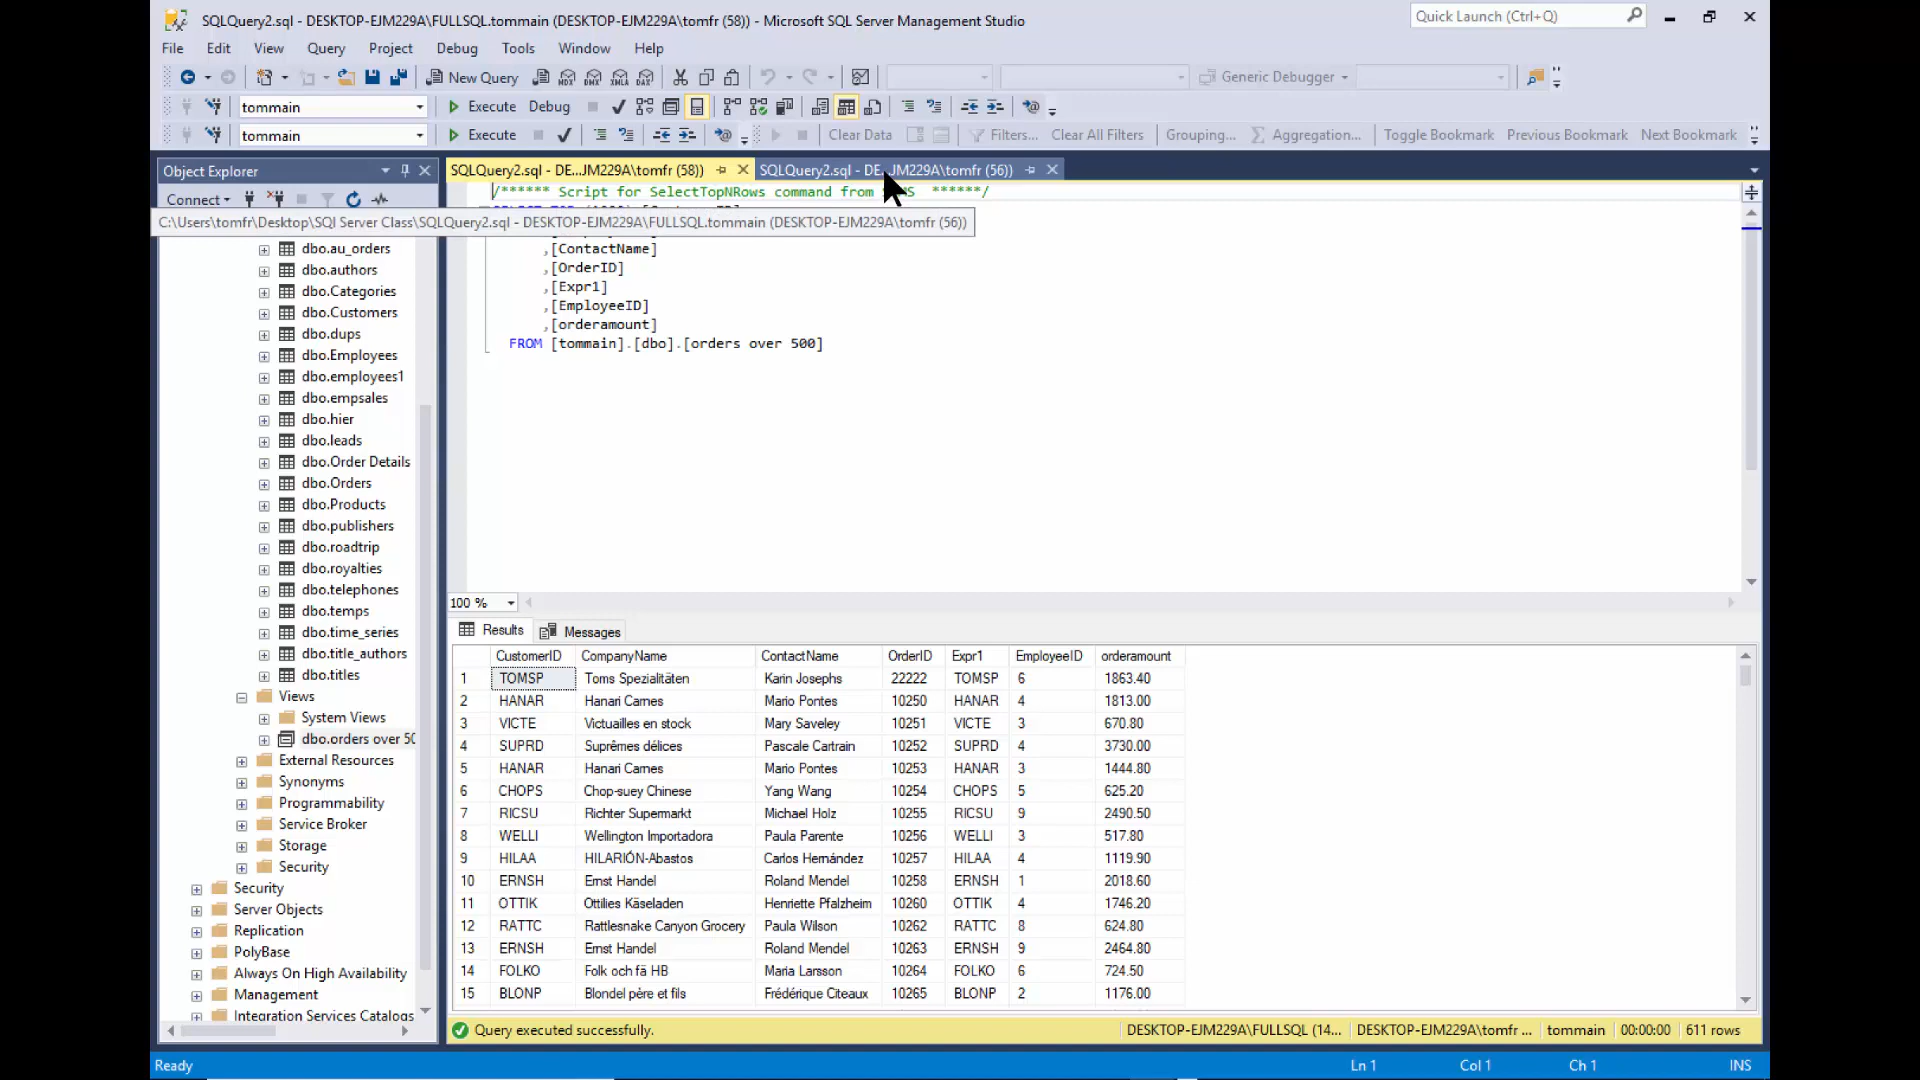 SQLQuery2.sql - DESKTOP-EJM229A\FULLSQL.tommain (DESKTOP-EJM229A\tomfr (58)) - Microsoft SQL Server Management Studio
Quick Launch (Ctrl+Q)
File Edit View Query Project Debug Tools Window Help
New Query MDX DMX XMLA DAX Generic Debugger
tommain Execute Debug
tommain Execute Clear Data Filters... Clear All Filters Grouping... Aggregation... Toggle Bookmark Previous Bookmark Next Bookmark
Object Explorer
SQLQuery2.sql - DE...JM229A\tomfr (58)) SQLQuery2.sql - DE...JM229A\tomfr (56))
Connect
/****** Script for SelectTopNRows command from S ******/
C:\Users\tomfr\Desktop\SQl Server Class\SQLQuery2.sql - DESKTOP-EJM229A\FULLSQL.tommain (DESKTOP-EJM229A\tomfr (56))
,[ContactName]
,[OrderID]
,[Expr1]
,[EmployeeID]
,[orderamount]
FROM [tommain].[dbo].[orders over 500]
dbo.au_orders
dbo.authors
dbo.Categories
dbo.Customers
dbo.dups
dbo.Employees
dbo.employees1
dbo.empsales
dbo.hier
dbo.leads
dbo.Order Details
dbo.Orders
dbo.Products
dbo.publishers
dbo.roadtrip
dbo.royalties
dbo.telephones
dbo.temps
dbo.time_series
dbo.title_authors
dbo.titles
Views
System Views
dbo.orders over 50
External Resources
Synonyms
Programmability
Service Broker
Storage
Security
Security
Server Objects
Replication
PolyBase
Always On High Availability
Management
Integration Services Catalogs
100 %
Results Messages
CustomerID CompanyName ContactName OrderID Expr1 EmployeeID orderamount
1 TOMSP Toms Spezialitäten Karin Josephs 22222 TOMSP 6 1863.40
2 HANAR Hanari Carnes Mario Pontes 10250 HANAR 4 1813.00
3 VICTE Victuailles en stock Mary Saveley 10251 VICTE 3 670.80
4 SUPRD Suprêmes délices Pascale Cartrain 10252 SUPRD 4 3730.00
5 HANAR Hanari Carnes Mario Pontes 10253 HANAR 3 1444.80
6 CHOPS Chop-suey Chinese Yang Wang 10254 CHOPS 5 625.20
7 RICSU Richter Supermarkt Michael Holz 10255 RICSU 9 2490.50
8 WELLI Wellington Importadora Paula Parente 10256 WELLI 3 517.80
9 HILAA HILARIÓN-Abastos Carlos Hernández 10257 HILAA 4 1119.90
10 ERNSH Ernst Handel Roland Mendel 10258 ERNSH 1 2018.60
11 OTTIK Ottilies Käseladen Henriette Pfalzheim 10260 OTTIK 4 1746.20
12 RATTC Rattlesnake Canyon Grocery Paula Wilson 10262 RATTC 8 624.80
13 ERNSH Ernst Handel Roland Mendel 10263 ERNSH 9 2464.80
14 FOLKO Folk och fä HB Maria Larsson 10264 FOLKO 6 724.50
15 BLONP Blondel père et fils Frédérique Citeaux 10265 BLONP 2 1176.00
Query executed successfully. DESKTOP-EJM229A\FULLSQL (14... DESKTOP-EJM229A\tomfr ... tommain 00:00:00 611 rows
Ready Ln 1 Col 1 Ch 1 INS